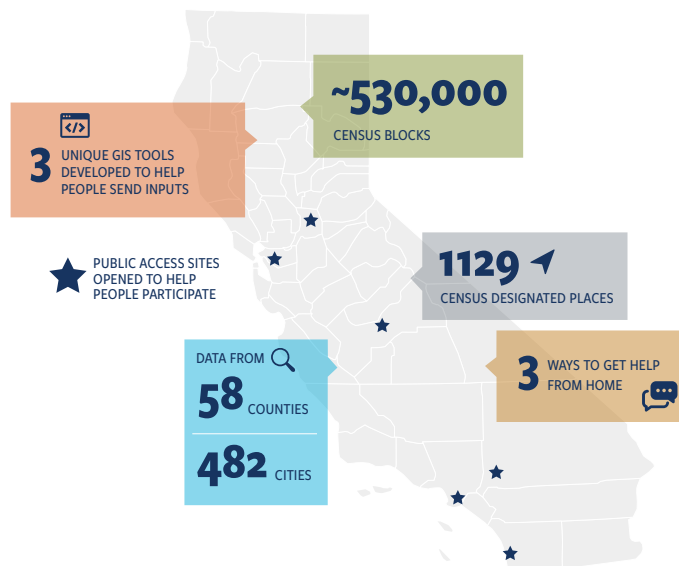 ~530,000
CENSUS BLOCKS
3 UNIQUE GIS TOOLS
DEVELOPED TO HELP
PEOPLE SEND INPUTS
PUBLIC ACCESS SITES
OPENED TO HELP
PEOPLE PARTICIPATE
1129
CENSUS DESIGNATED PLACES
3 WAYS TO GET HELP
FROM HOME
DATA FROM
58 COUNTIES
482 CITIES